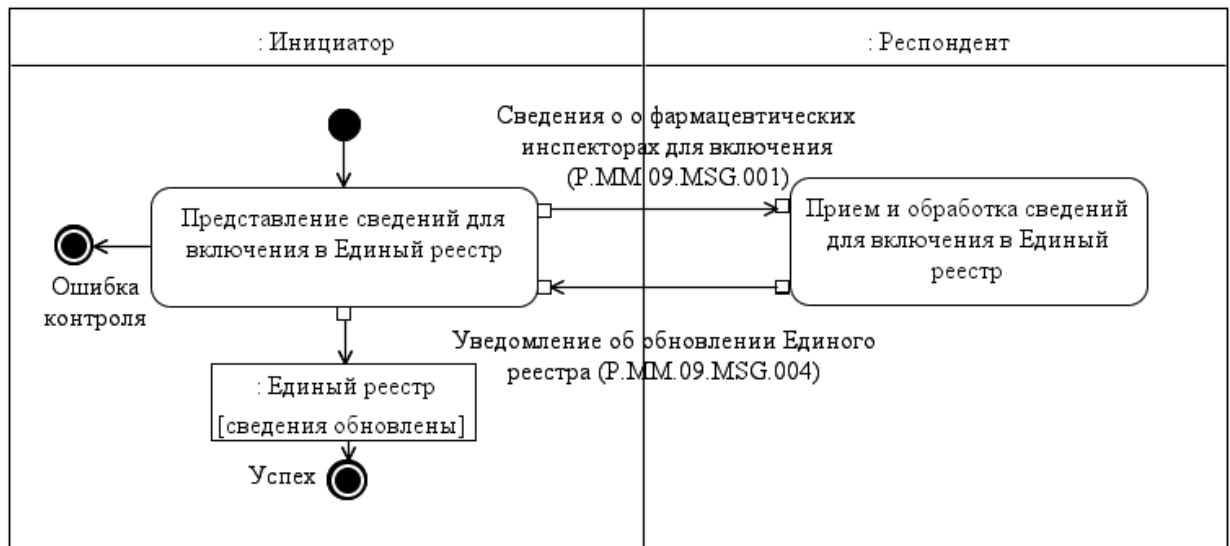 : Инициатор
: Респондент
Сведения о о фармацевтических
инспекторах для включения
(P.MM.09.MSG.001)
Представление сведений для
включения в Единый реестр
Прием и обработка сведений
для включения в Единый
реестр
Ошибка
контроля
Уведомление об обновлении Единого
реестра (P.MM.09.MSG.004)
: Единый реестр
[сведения обновлены]
Успех